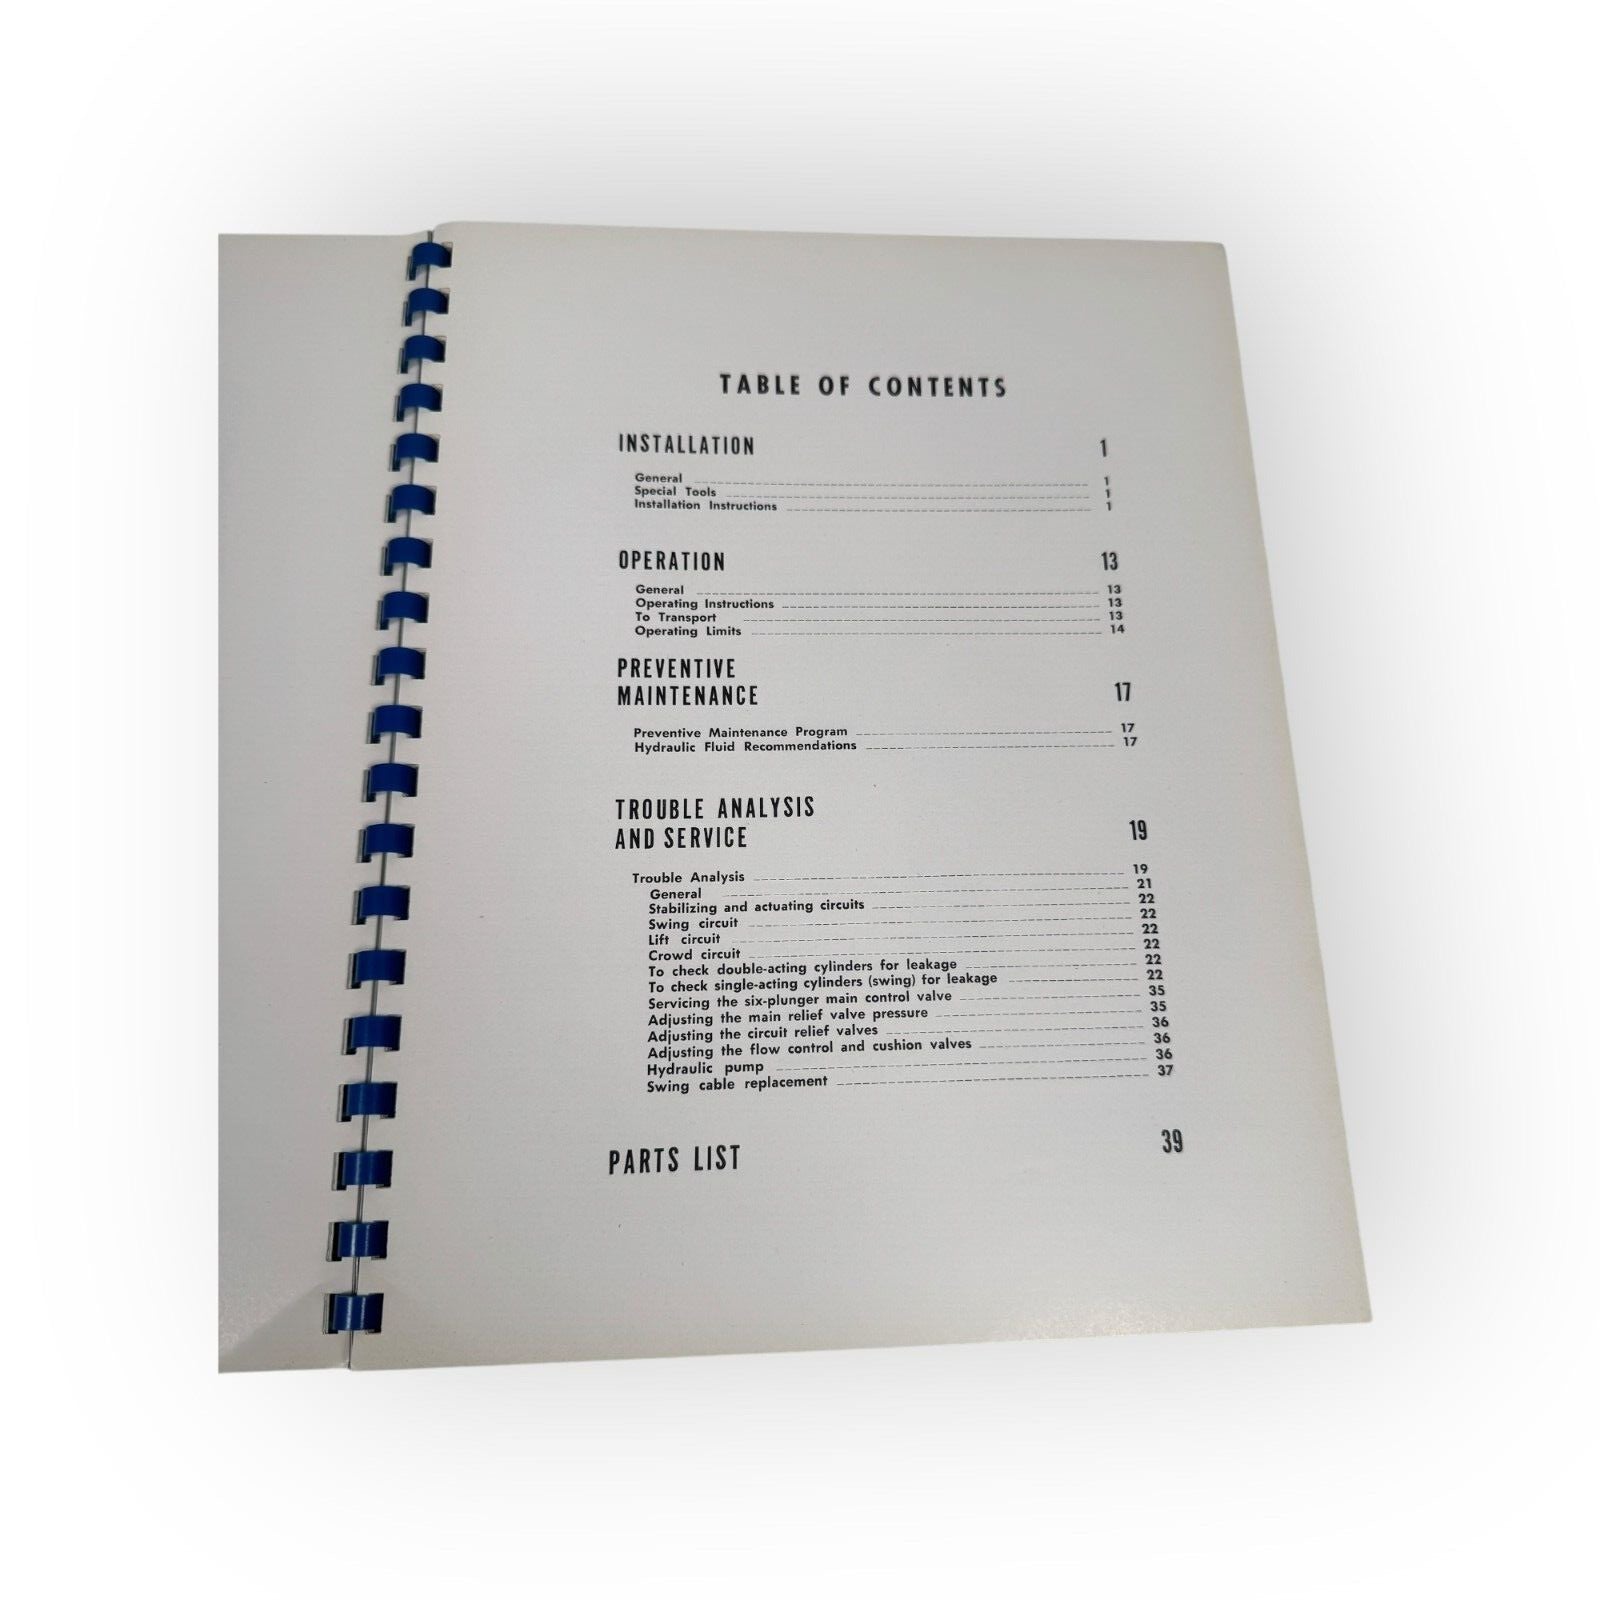 TABLE OF CONTENTS
INSTALLATION 1
General 1
Special Tools 1
Installation Instructions 1
OPERATION 13
General 13
Operating Instructions 13
To Transport 13
Operating Limits 14
PREVENTIVE
MAINTENANCE 17
Preventive Maintenance Program 17
Hydraulic Fluid Recommendations 17
TROUBLE ANALYSIS
AND SERVICE 19
Trouble Analysis 19
General 21
Stabilizing and actuating circuits 22
Swing circuit 22
Lift circuit 22
Crowd circuit 22
To check double-acting cylinders for leakage 22
To check single-acting cylinders (swing) for leakage 22
Servicing the six-plunger main control valve 35
Adjusting the main relief valve pressure 35
Adjusting the circuit relief valves 36
Adjusting the flow control and cushion valves 36
Hydraulic pump 36
Swing cable replacement 37
PARTS LIST 39